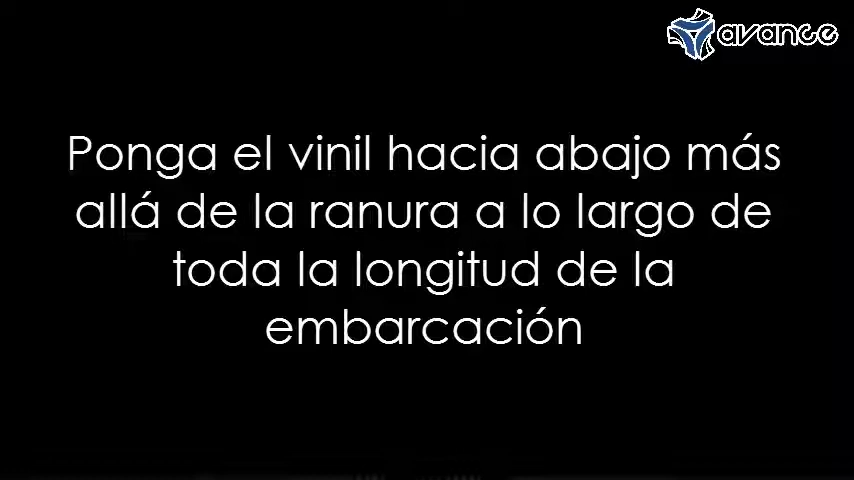 avance
Ponga el vinil hacia abajo más
allá de la ranura a lo largo de
toda la longitud de la
embarcación